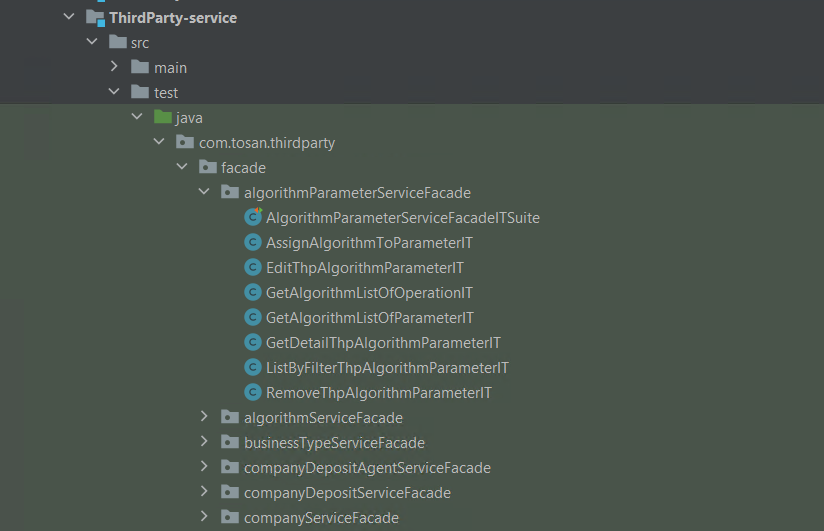 ThirdParty-service
src
main
test
java
com.tosan.thirdparty
facade
algorithmParameterServiceFacade
AlgorithmParameterServiceFacadeITSuite
AssignAlgorithmToParameterIT
EditThpAlgorithmParameterIT
GetAlgorithmListOfOperationIT
GetAlgorithmListOfParameterIT
GetDetailThpAlgorithmParameterIT
ListByFilterThpAlgorithmParameterIT
RemoveThpAlgorithmParameterIT
algorithmServiceFacade
businessTypeServiceFacade
companyDepositAgentServiceFacade
companyDepositServiceFacade
companyServiceFacade